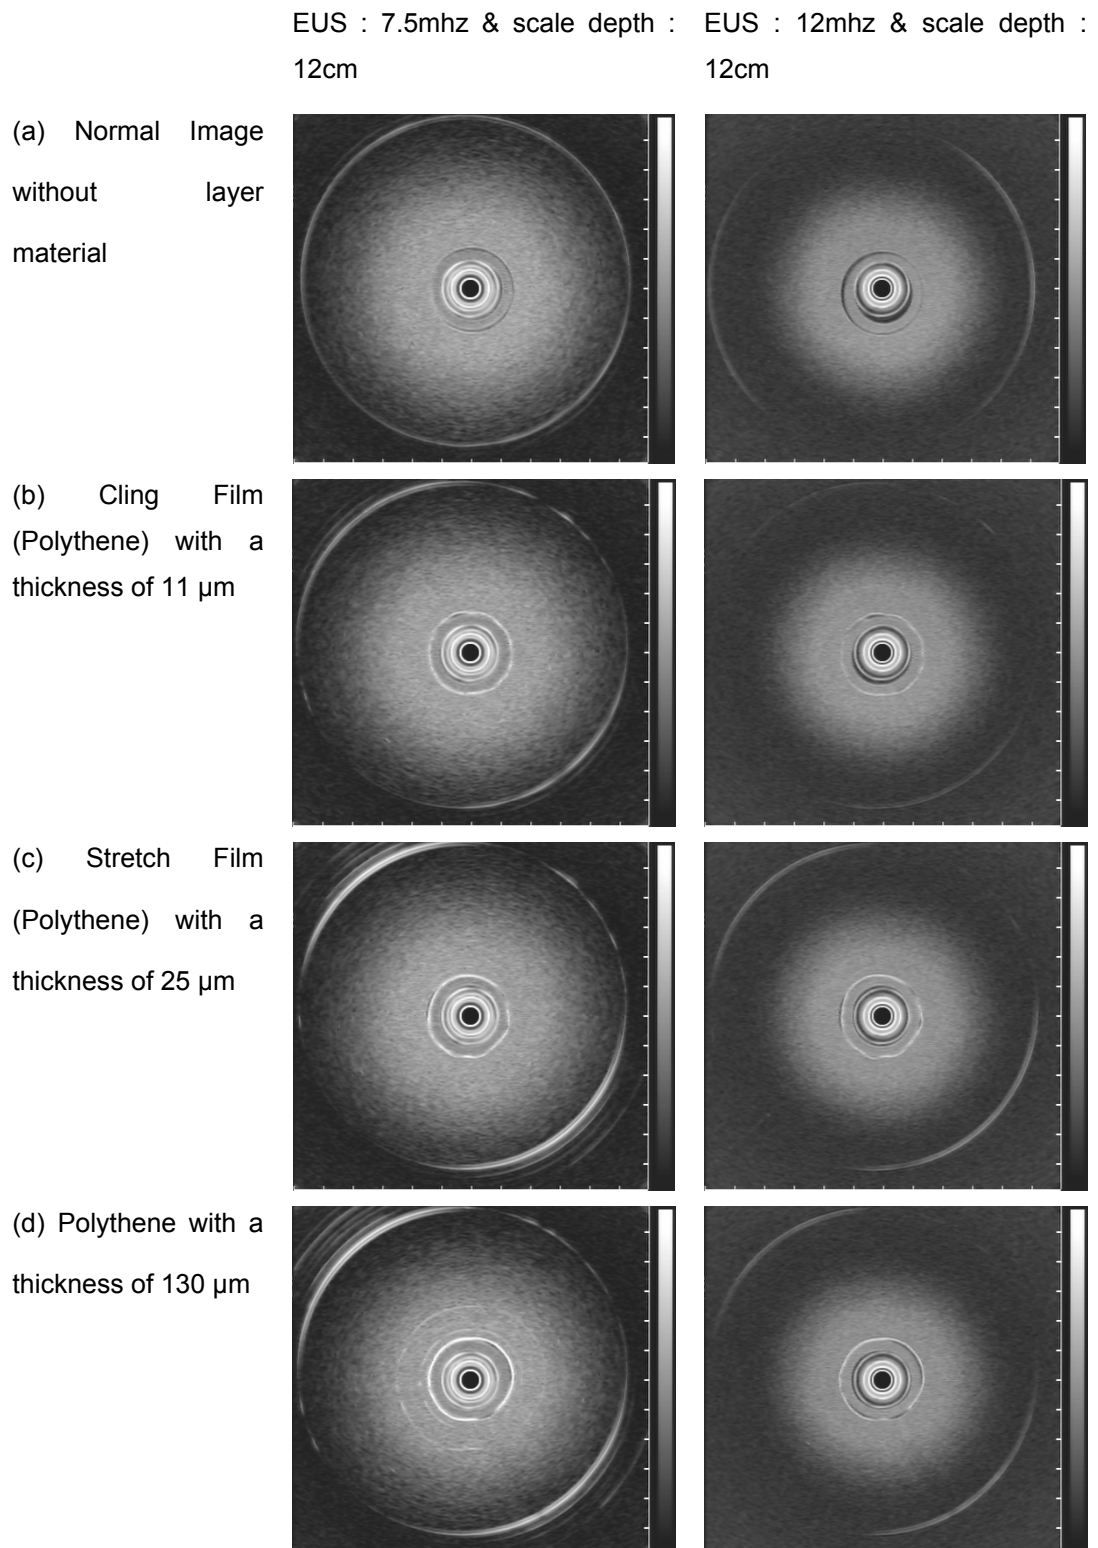 EUS : 7.5mhz & scale depth :
12cm
EUS : 12mhz & scale depth :
12cm
(a) Normal Image
without layer
material
(b) Cling Film
(Polythene) with a
thickness of 11 μm
(c) Stretch Film
(Polythene) with a
thickness of 25 μm
(d) Polythene with a
thickness of 130 μm